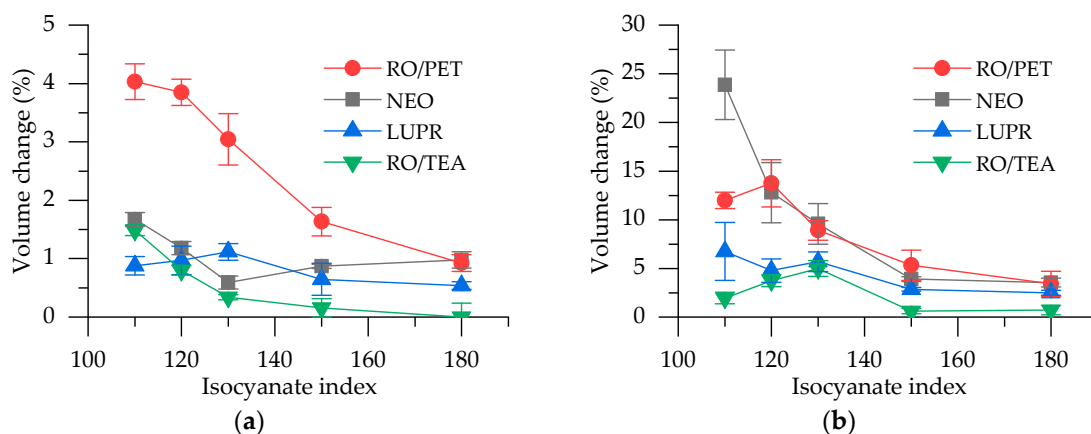 5
4
3
2
1
0
Volume change (%)
RO/PET
NEO
LUPR
RO/TEA
100 120 140 160 180
Isocyanate index
(a)
30
25
20
15
10
5
0
Volume change (%)
RO/PET
NEO
LUPR
RO/TEA
100 120 140 160 180
Isocyanate index
(b)